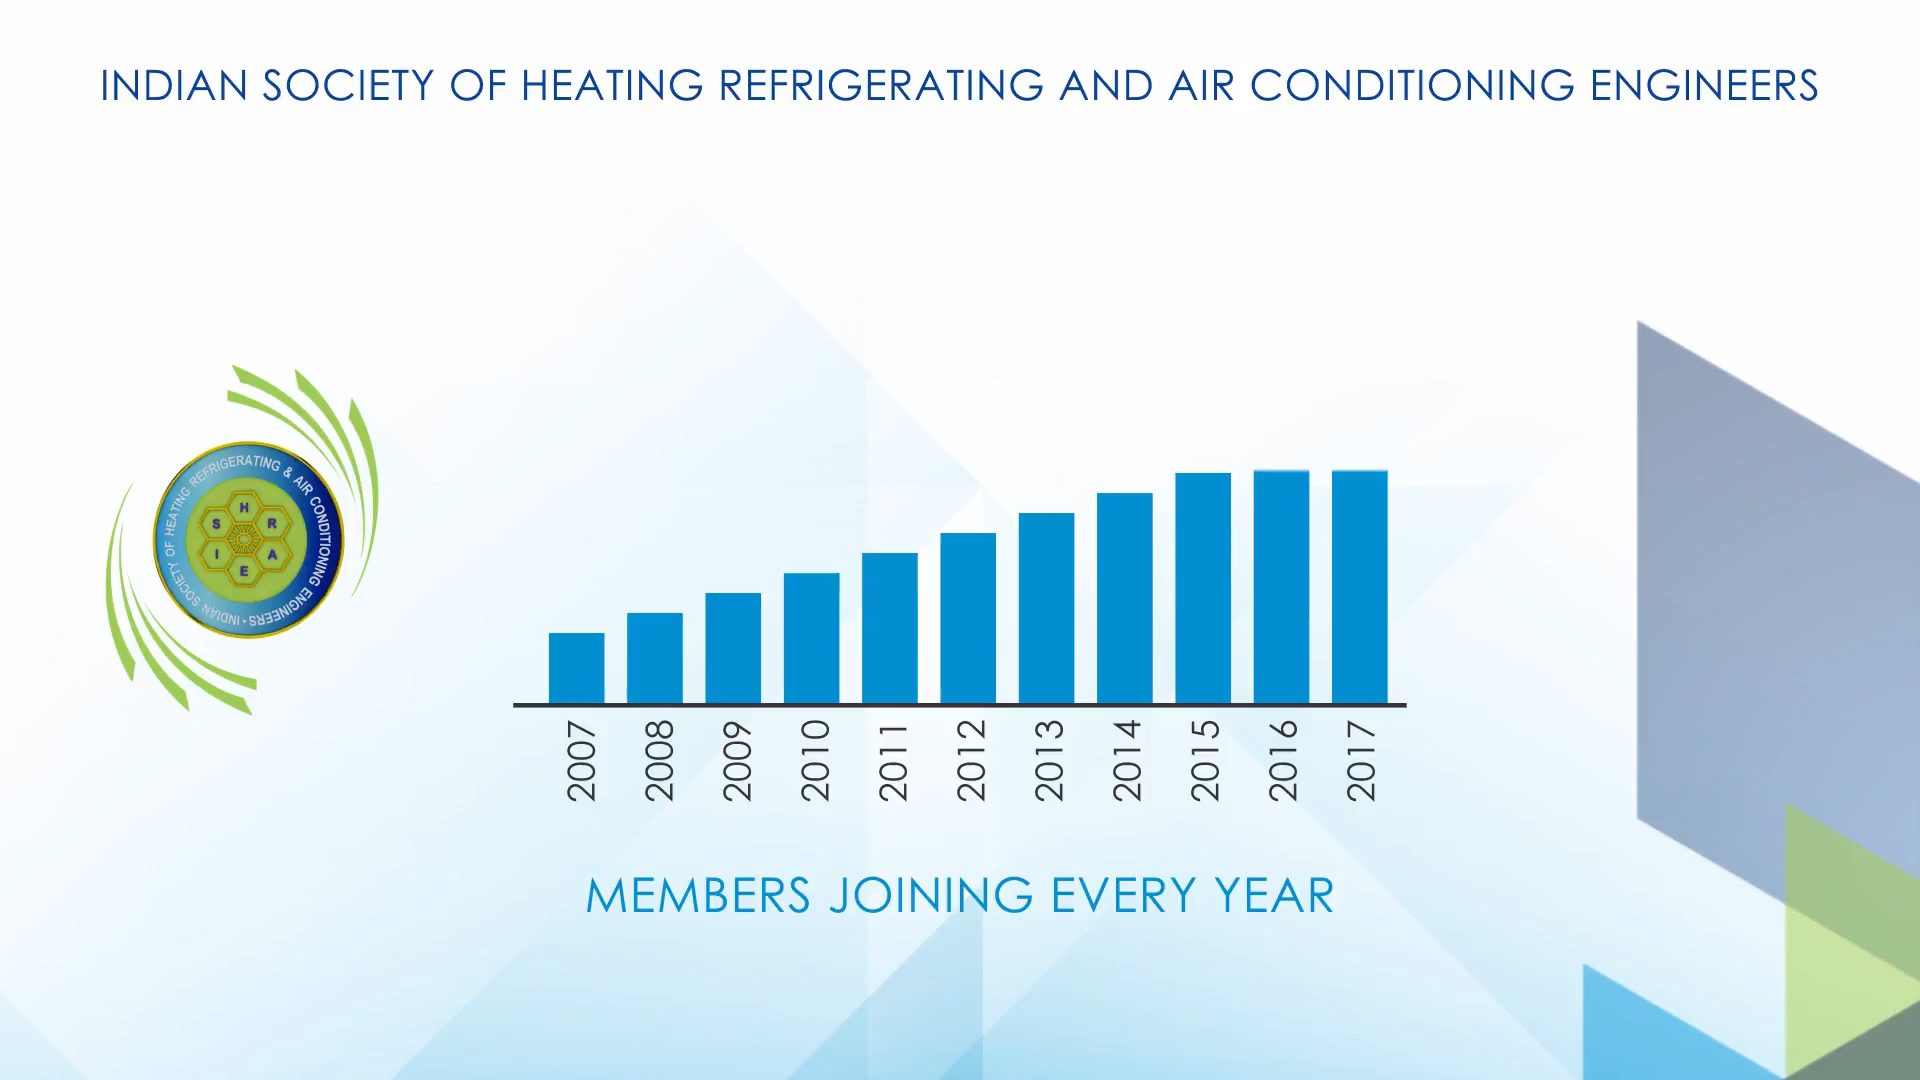 INDIAN SOCIETY OF HEATING REFRIGERATING AND AIR CONDITIONING ENGINEERS
INDIAN SOCIETY OF HEATING REFRIGERATING & AIR CONDITIONING ENGINEERS •
I S H R A E
2007 2008 2009 2010 2011 2012 2013 2014 2015 2016 2017
MEMBERS JOINING EVERY YEAR